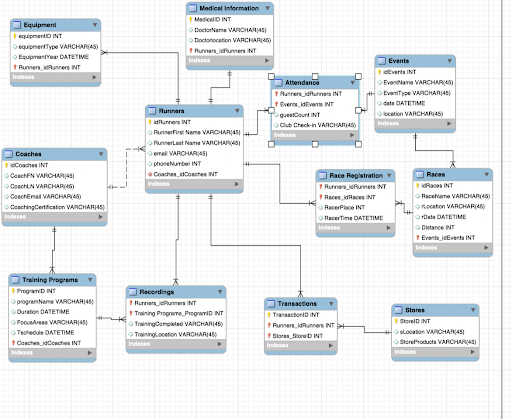 Equipment
equipmentID INT
equipmentType VARCHAR(45)
EquipmentYear DATETIME
Runners_idRunners INT
Indexes
Medical Information
MedicalID INT
DoctorName VARCHAR(45)
Doctorlocation VARCHAR(45)
Runners_idRunners INT
Indexes
Attendance
Runners_idRunners INT
Events_idEvents INT
guestCount INT
Club Check-in VARCHAR(45)
Indexes
Events
idEvents INT
EventName VARCHAR(45)
EventType VARCHAR(45)
date DATETIME
location VARCHAR(45)
Indexes
Runners
idRunners INT
RunnerFirst Name VARCHAR(45)
RunnerLast Name VARCHAR(45)
email VARCHAR(45)
phoneNumber INT
Coaches_idCoaches INT
Indexes
Coaches
idCoaches INT
CoachFN VARCHAR(45)
CoachLN VARCHAR(45)
CoachEmail VARCHAR(45)
CoachingCertification VARCHAR(45)
Indexes
Race Registration
Runners_idRunners INT
Races_idRaces INT
RacerPlace INT
RacerTime DATETIME
Indexes
Races
idRaces INT
RaceName VARCHAR(45)
rLocation VARCHAR(45)
rDate DATETIME
Distance INT
Events_idEvents INT
Indexes
Training Programs
ProgramID INT
programName VARCHAR(45)
Duration DATETIME
FocusAreas VARCHAR(45)
Tschedule DATETIME
Coaches_idCoaches INT
Indexes
Recordings
Runners_idRunners INT
Training Programs_ProgramID INT
TrainingCompleted VARCHAR(45)
TrainingLocation VARCHAR(45)
Indexes
Transactions
TransactionID INT
Runners_idRunners INT
Stores_StoreID INT
Indexes
Stores
StoreID INT
sLocation VARCHAR(45)
StoreProducts VARCHAR(45)
Indexes